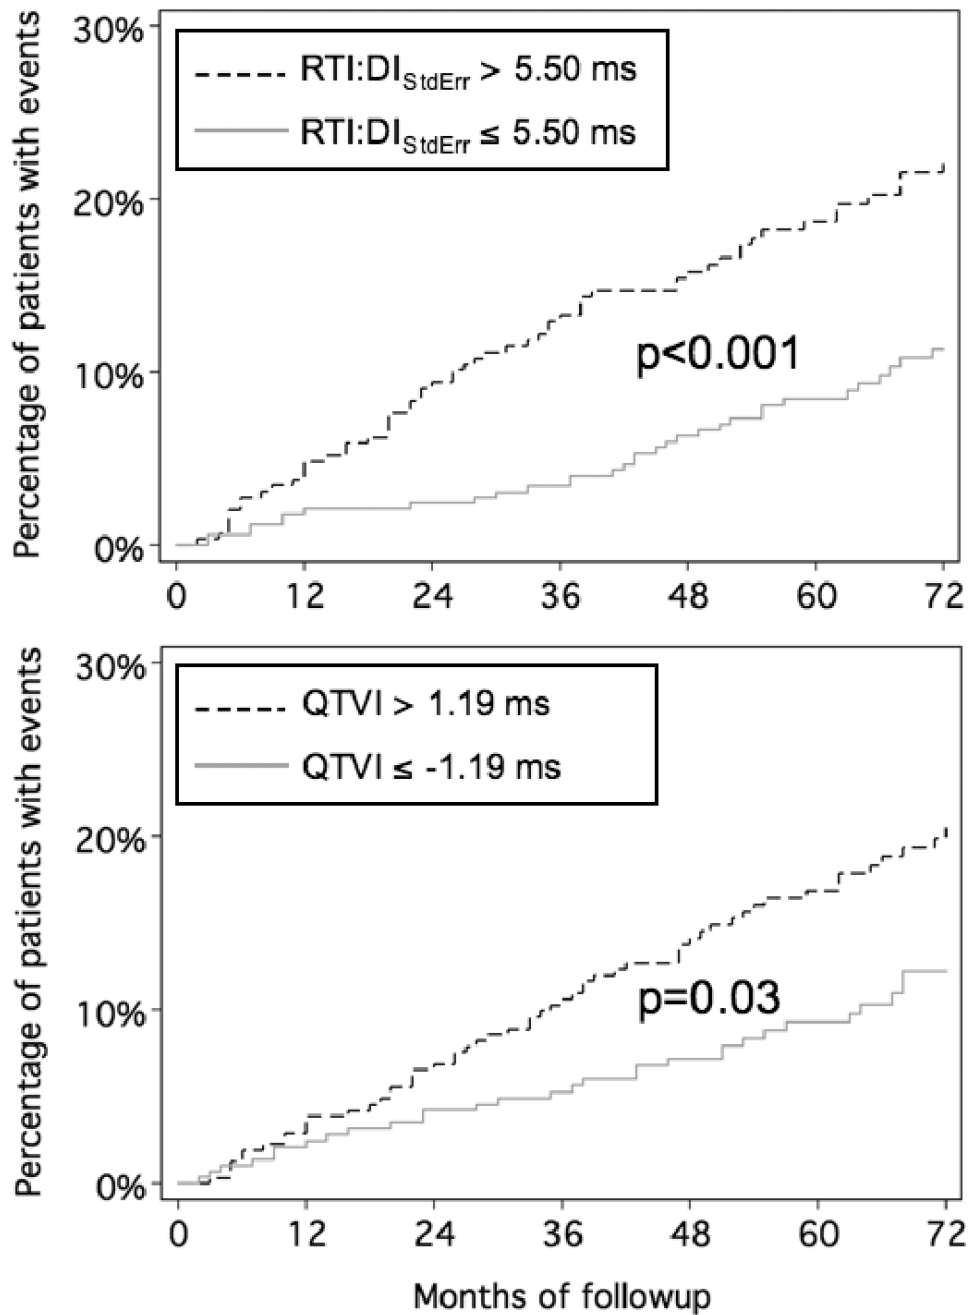 30%
20%
10%
0%
Percentage of patients with events
RTI:DIStdErr > 5.50 ms
RTI:DIStdErr ≤ 5.50 ms
p<0.001
0 12 24 36 48 60 72
30%
20%
10%
0%
Percentage of patients with events
QTVI > 1.19 ms
QTVI ≤ -1.19 ms
p=0.03
0 12 24 36 48 60 72
Months of followup